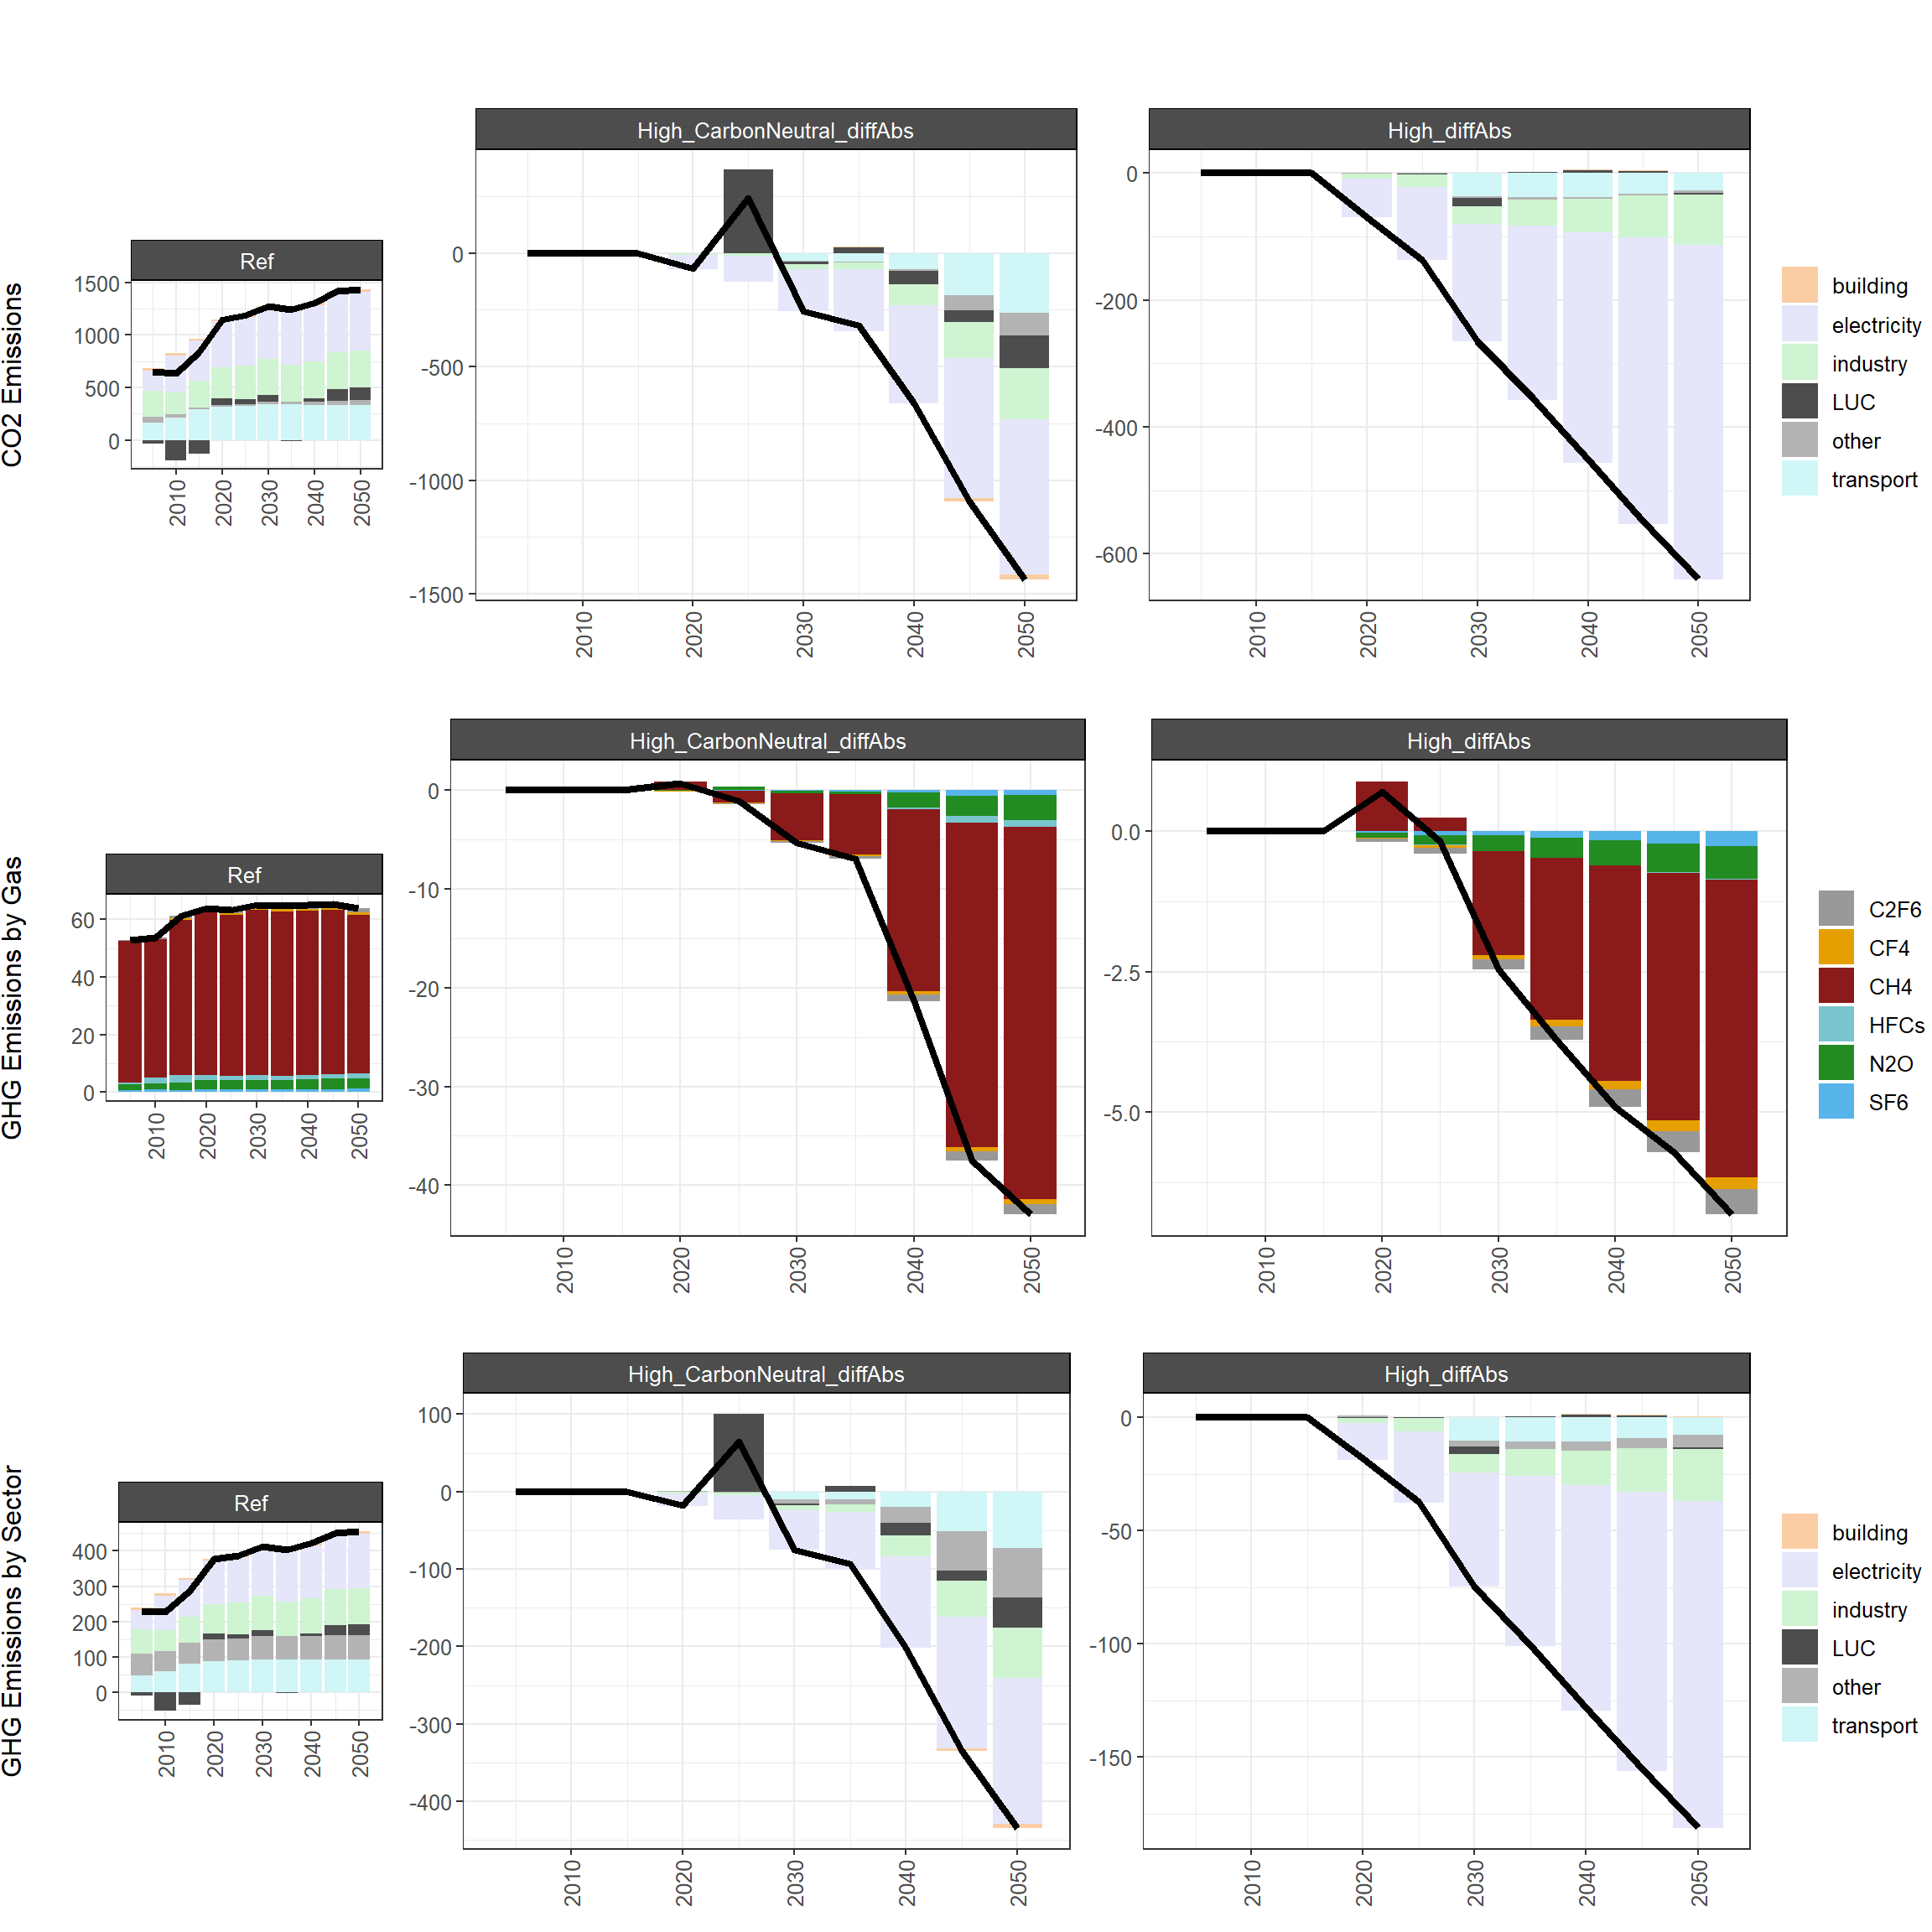 CO2 Emissions
Ref
1500
1000
500
0
2010 2020 2030 2040 2050
High_CarbonNeutral_diffAbs
0
-500
-1000
-1500
2010 2020 2030 2040 2050
High_diffAbs
0
-200
-400
-600
2010 2020 2030 2040 2050
building
electricity
industry
LUC
other
transport
GHG Emissions by Gas
Ref
60
40
20
0
2010 2020 2030 2040 2050
High_CarbonNeutral_diffAbs
0
-10
-20
-30
-40
2010 2020 2030 2040 2050
High_diffAbs
0.0
-2.5
-5.0
2010 2020 2030 2040 2050
C2F6
CF4
CH4
HFCs
N2O
SF6
GHG Emissions by Sector
Ref
400
300
200
100
0
2010 2020 2030 2040 2050
High_CarbonNeutral_diffAbs
100
0
-100
-200
-300
-400
2010 2020 2030 2040 2050
High_diffAbs
0
-50
-100
-150
2010 2020 2030 2040 2050
building
electricity
industry
LUC
other
transport